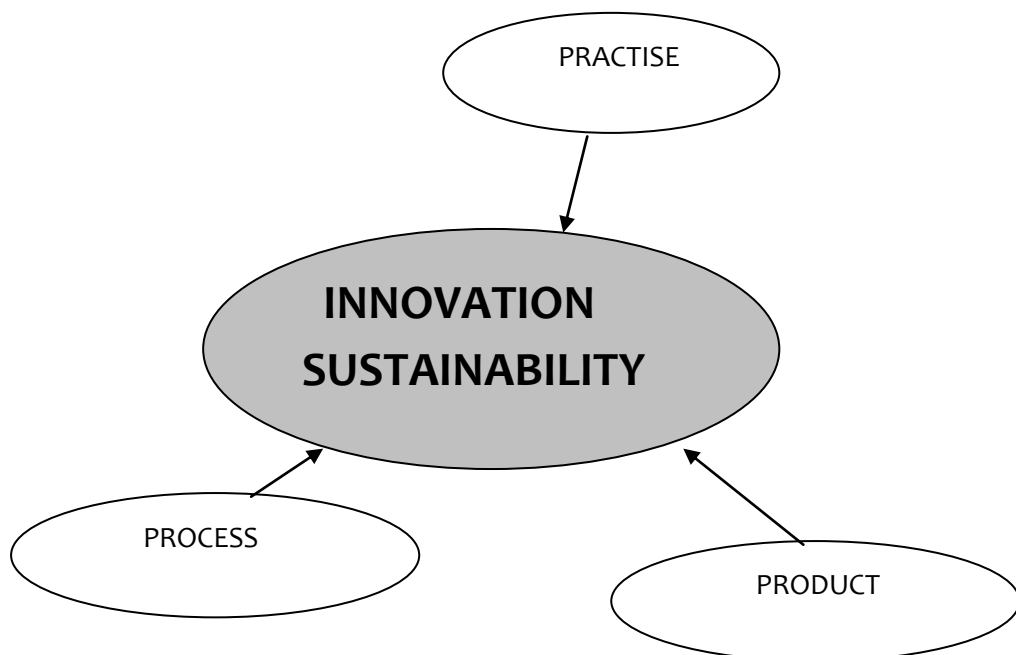 PRACTISE
INNOVATION
SUSTAINABILITY
PROCESS
PRODUCT